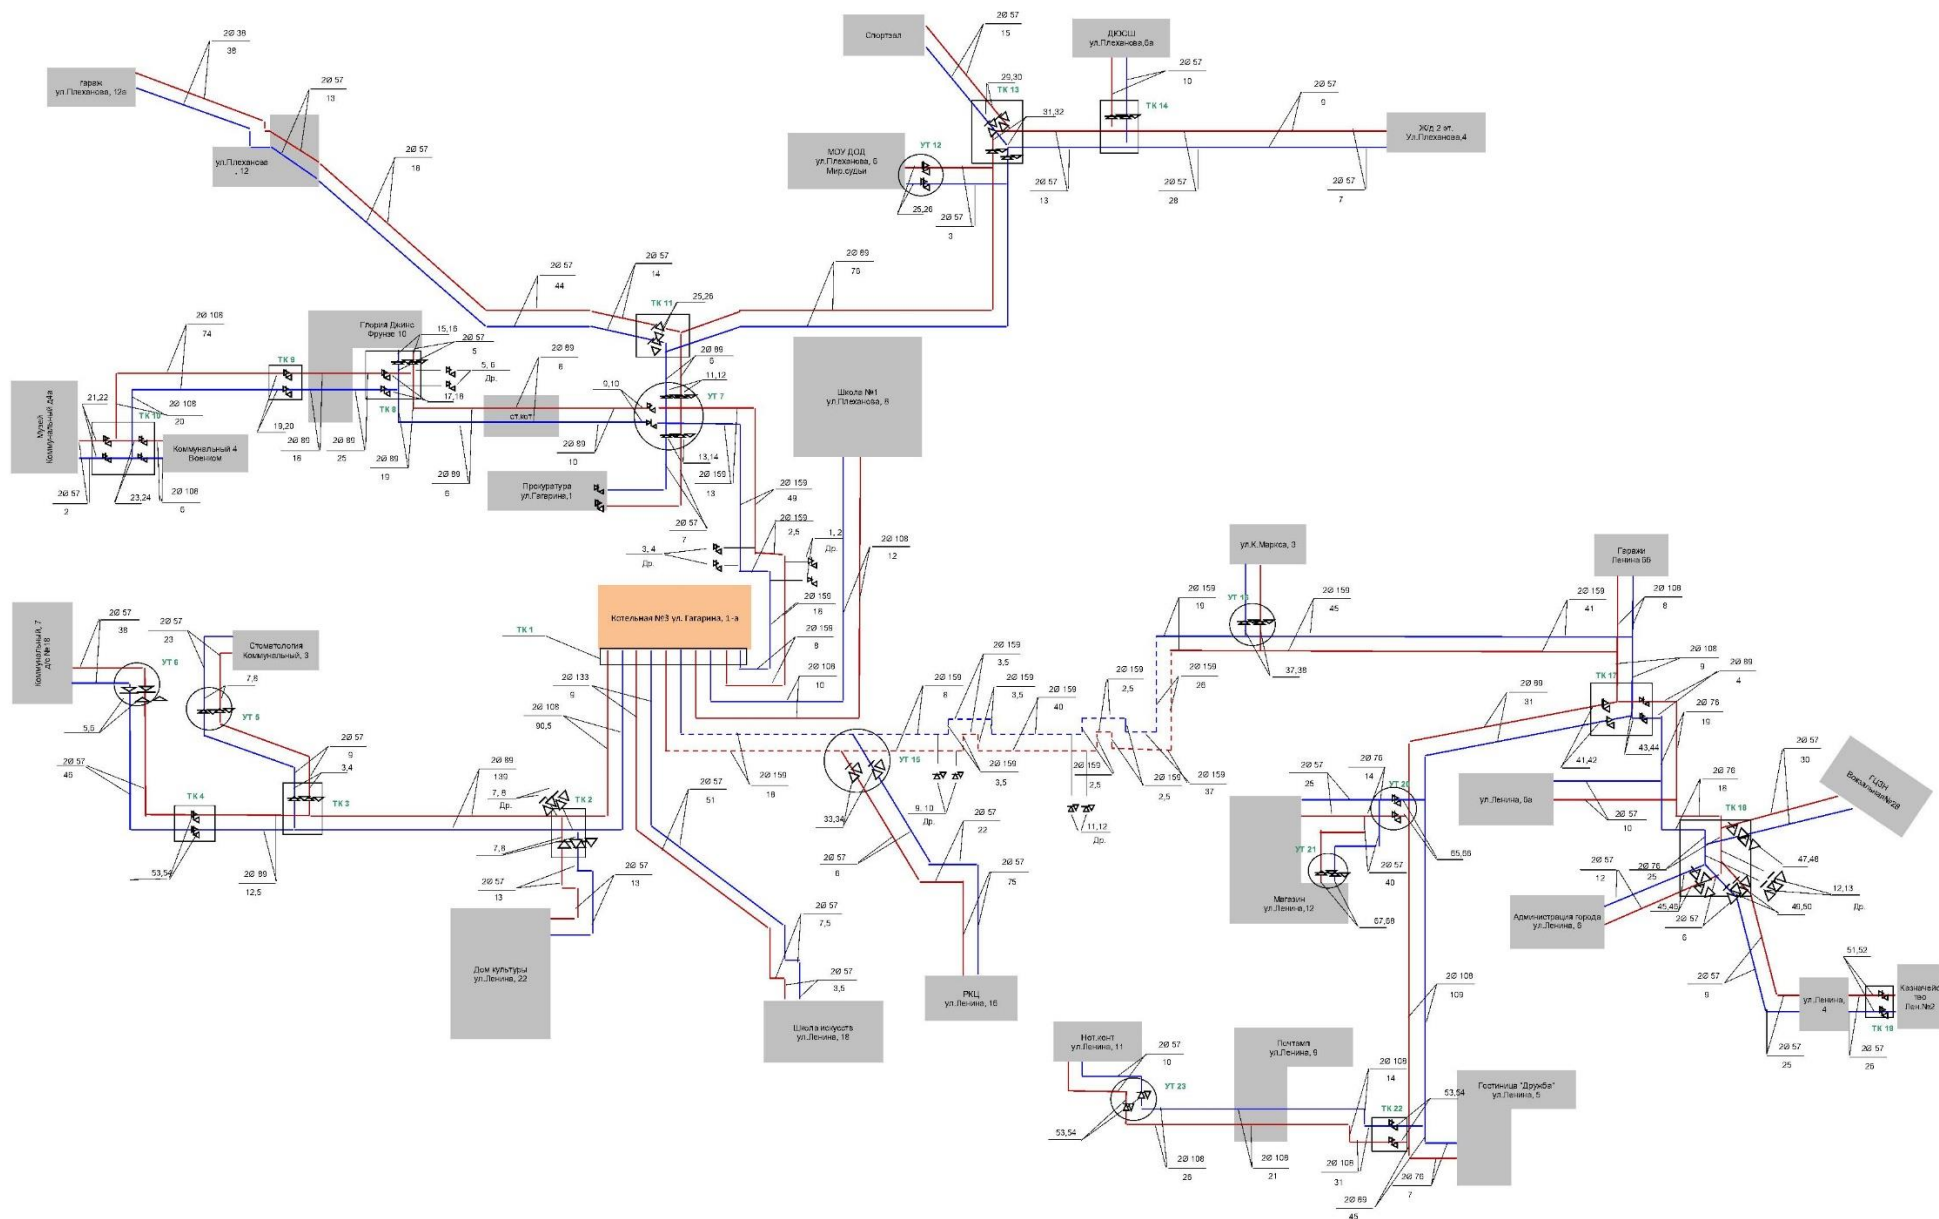 2Ø 38
38
гараж
ул.Плеханова, 12а
2Ø 57
13
ул.Плеханова
, 12
2Ø 57
18
2Ø 57
44
2Ø 57
14
ТК 11
25,26
2Ø 89
76
2Ø 89
6
Спортзал
2Ø 57
15
ДЮСШ
ул.Плеханова,6а
2Ø 57
10
29,30
ТК 13
31,32
ТК 14
2Ø 57
9
Ж/д 2 эт.
Ул.Плеханова,4
МОУ ДОД
ул.Плеханова, 6
Мир.судьи
УТ 12
25,26
2Ø 57
3
2Ø 57
13
2Ø 57
28
2Ø 57
7
2Ø 108
74
ТК 9
Глория Джинс
Фрунзе 10
15,16
2Ø 57
5
5, 6
Др.
17,18
ТК 8
2Ø 89
8
9,10
11,12
УТ 7
13,14
Школа №1
ул.Плеханова, 8
Музей
Коммунальный д4а
21,22
ТК 10
2Ø 108
20
19,20
2Ø 89
18
2Ø 89
25
2Ø 89
19
2Ø 89
6
ст.кот
2Ø 89
10
Коммунальный 4
Военком
2Ø 57
2
23,24
2Ø 108
6
Прокуратура
ул.Гагарина,1
2Ø 57
7
2Ø 159
13
2Ø 159
49
2Ø 159
2,5
1, 2
Др.
3, 4
Др.
2Ø 108
12
2Ø 159
16
2Ø 159
8
2Ø 108
10
Котельная №3 ул. Гагарина, 1-а
ТК 1
Коммунальный, 7
д/с №18
2Ø 57
38
2Ø 57
23
Стоматология
Коммунальный, 3
УТ 6
7,8
УТ 5
5,6
2Ø 57
46
2Ø 57
9
3,4
ТК 4
ТК 3
53,54
2Ø 89
12,5
2Ø 89
139
7, 8
Др.
ТК 2
7,8
2Ø 133
9
2Ø 108
90,5
2Ø 57
13
2Ø 57
13
Дом культуры
ул.Ленина, 22
2Ø 57
51
2Ø 57
7,5
2Ø 57
3,5
Школа искусств
ул.Ленина, 18
2Ø 159
18
УТ 15
33,34
2Ø 57
6
2Ø 57
22
2Ø 57
75
РКЦ
ул.Ленина, 16
2Ø 159
8
2Ø 159
3,5
2Ø 159
3,5
2Ø 159
40
2Ø 159
3,5
9, 10
Др.
2Ø 159
2,5
2Ø 159
2,5
2Ø 159
2,5
11,12
Др.
2Ø 159
26
2Ø 159
37
2Ø 159
19
ул.К.Маркса, 3
2Ø 159
45
37,38
2Ø 159
41
Гаражи
Ленина 6б
2Ø 108
8
2Ø 108
9
2Ø 89
4
ТК 17
2Ø 89
31
2Ø 76
19
41,42
43,44
2Ø 76
14
2Ø 57
25
УТ 20
УТ 21
65,66
2Ø 57
40
Магазин
ул.Ленина,12
67,68
ул.Ленина, 6а
2Ø 57
10
2Ø 76
18
2Ø 57
30
ГЦЗН
Вокзальная№28
47,48
12,13
Др.
49,50
2Ø 57
12
2Ø 76
25
45,46
2Ø 57
6
Администрация города
ул.Ленина, 6
2Ø 57
9
51,52
ул.Ленина,
4
Казначейс
тво
Лен.№2
ТК 19
2Ø 57
25
2Ø 57
26
2Ø 108
109
Нот.конт
ул.Ленина, 11
2Ø 57
10
УТ 23
53,54
Почтамп
ул.Ленина, 9
2Ø 108
14
ТК 22
53,54
Гостиница "Дружба"
ул.Ленина, 5
2Ø 108
26
2Ø 108
21
2Ø 108
31
2Ø 76
7
2Ø 89
45